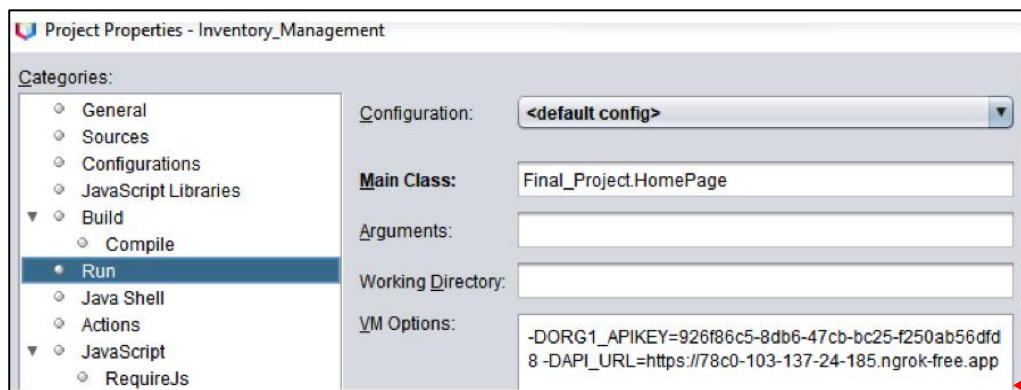 Project Properties - Inventory_Management
Categories:
General
Sources
Configurations
JavaScript Libraries
Build
Compile
Run
Java Shell
Actions
JavaScript
RequireJs
Configuration:
<default config>
Main Class:
Final_Project.HomePage
Arguments:
Working Directory:
VM Options:
-DORG1_APIKEY=926f86c5-8db6-47cb-bc25-f250ab56dfd
8 -DAPI_URL=https://78c0-103-137-24-185.ngrok-free.app